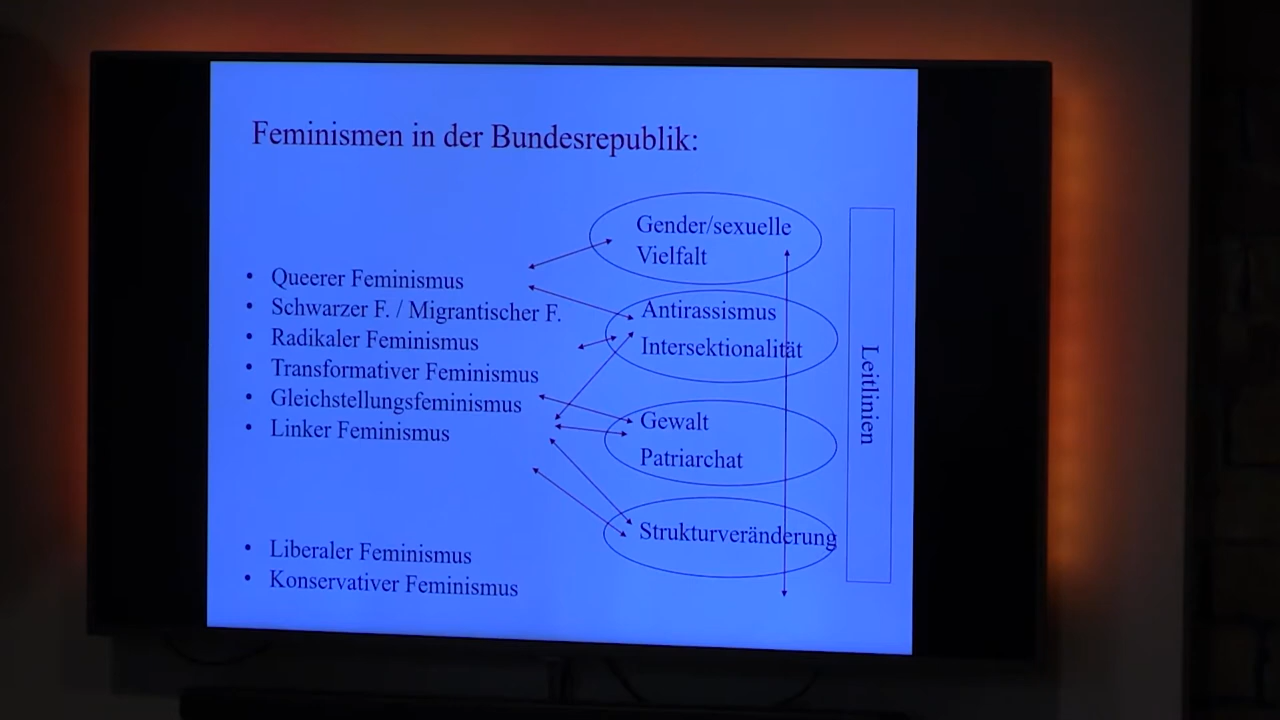 Feminismen in der Bundesrepublik:
Gender/sexuelle
Vielfalt
• Queerer Feminismus
• Schwarzer F. / Migrantischer F.
• Radikaler Feminismus
• Transformativer Feminismus
• Gleichstellungsfeminismus
• Linker Feminismus
Antirassismus
Intersektionalität
Gewalt
Patriarchat
Strukturveränderung
• Liberaler Feminismus
• Konservativer Feminismus
Leitlinien